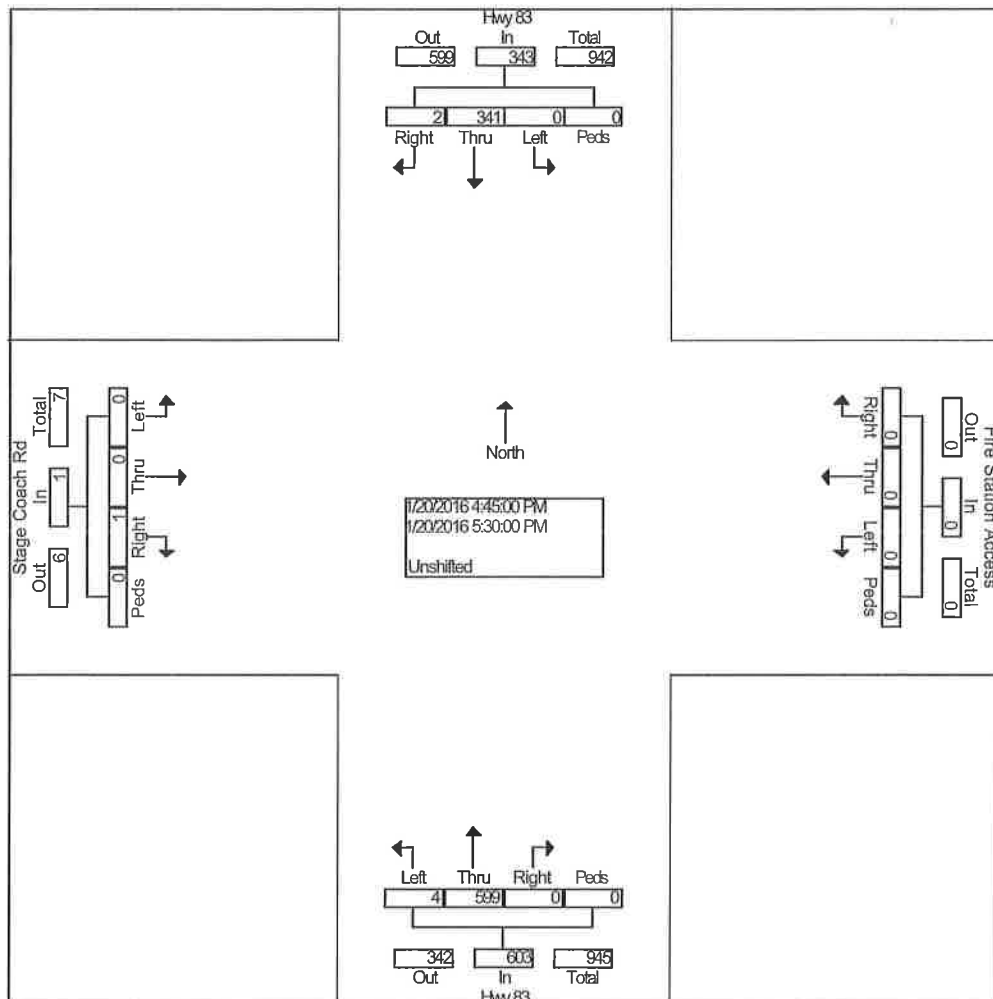 Hwy 83
Out In Total
599 343 942
2 341 0 0
Right Thru Left Peds
Stage Coach Rd
Total In Out
7 1 6
0 0 1 0
Left Thru Right Peds
North
1/20/2016 4:45:00 PM
1/20/2016 5:30:00 PM
Unshifted
Right Thru Left Peds
0 0 0 0
Out In Total
0 0 0
Fire Station Access
Left Thru Right Peds
4 599 0 0
342 603 945
Out In Total
Hwy 83